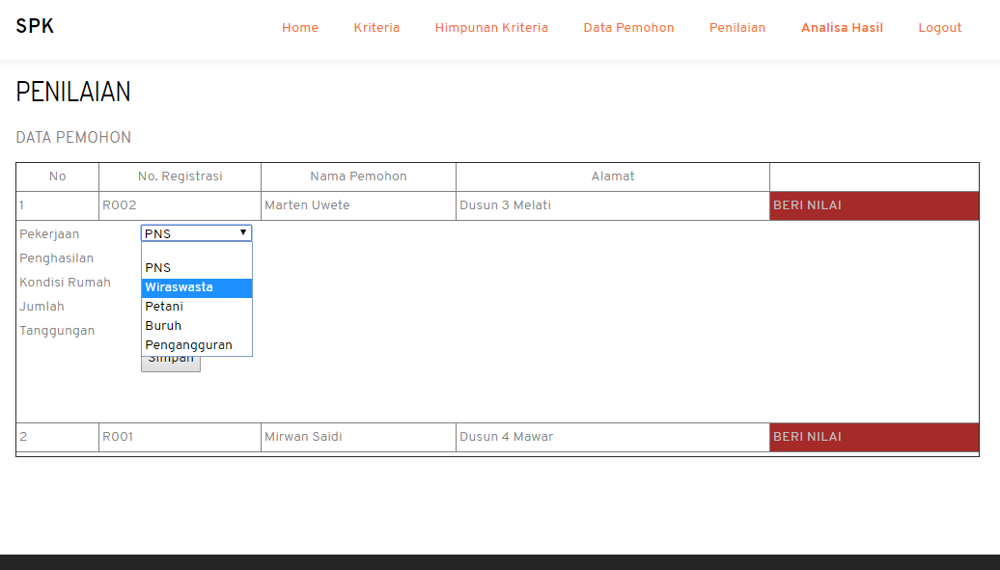 SPK Home Kriteria Himpunan Kriteria Data Pemohon Penilaian Analisa Hasil Logout
PENILAIAN
DATA PEMOHON
No No. Registrasi Nama Pemohon Alamat
1 R002 Marten Uwete Dusun 3 Melati BERI NILAI
Pekerjaan PNS
Penghasilan PNS
Kondisi Rumah Wiraswasta
Jumlah Petani
Tanggungan Buruh
Pengangguran
Simpan
2 R001 Mirwan Saidi Dusun 4 Mawar BERI NILAI